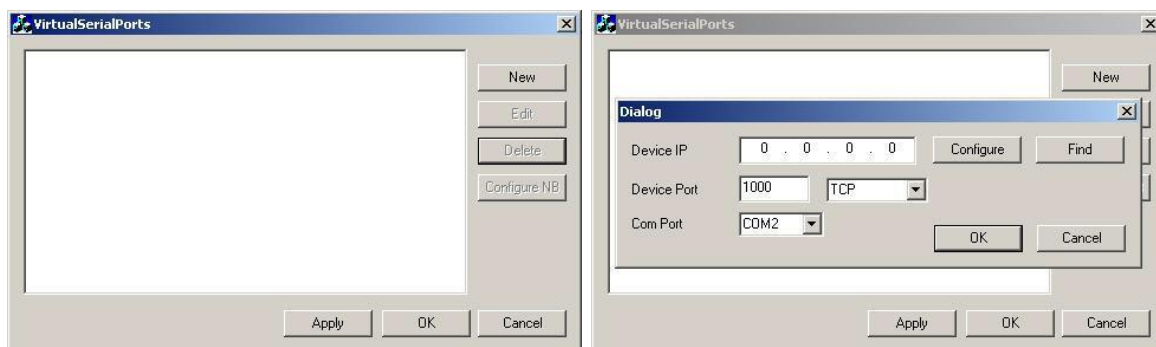 VirtualSerialPorts
New
Edit
Delete
Configure NB
Apply OK Cancel
VirtualSerialPorts
New
Dialog
Device IP 0 . 0 . 0 . 0 Configure Find
Device Port 1000 TCP
Com Port COM2
OK Cancel
Apply OK Cancel